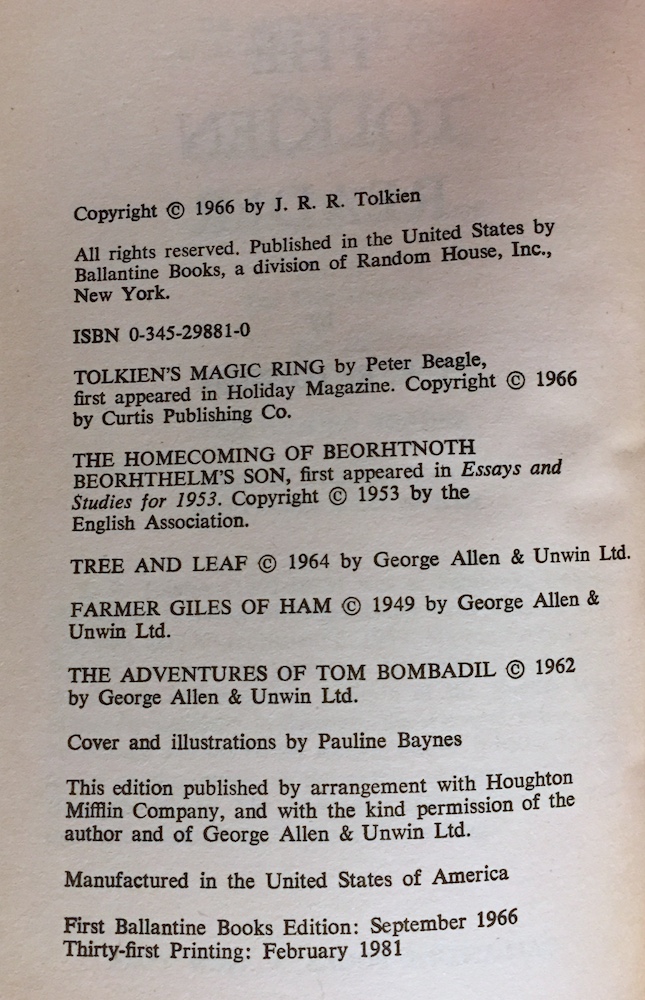 Copyright © 1966 by J. R. R. Tolkien
All rights reserved. Published in the United States by
Ballantine Books, a division of Random House, Inc.,
New York.
ISBN 0-345-29881-0
TOLKIEN'S MAGIC RING by Peter Beagle,
first appeared in Holiday Magazine. Copyright © 1966
by Curtis Publishing Co.
THE HOMECOMING OF BEORHTNOTH
BEORHTHELM'S SON, first appeared in Essays and
Studies for 1953. Copyright © 1953 by the
English Association.
TREE AND LEAF © 1964 by George Allen & Unwin Ltd.
FARMER GILES OF HAM © 1949 by George Allen &
Unwin Ltd.
THE ADVENTURES OF TOM BOMBADIL © 1962
by George Allen & Unwin Ltd.
Cover and illustrations by Pauline Baynes
This edition published by arrangement with Houghton
Mifflin Company, and with the kind permission of the
author and of George Allen & Unwin Ltd.
Manufactured in the United States of America
First Ballantine Books Edition: September 1966
Thirty-first Printing: February 1981